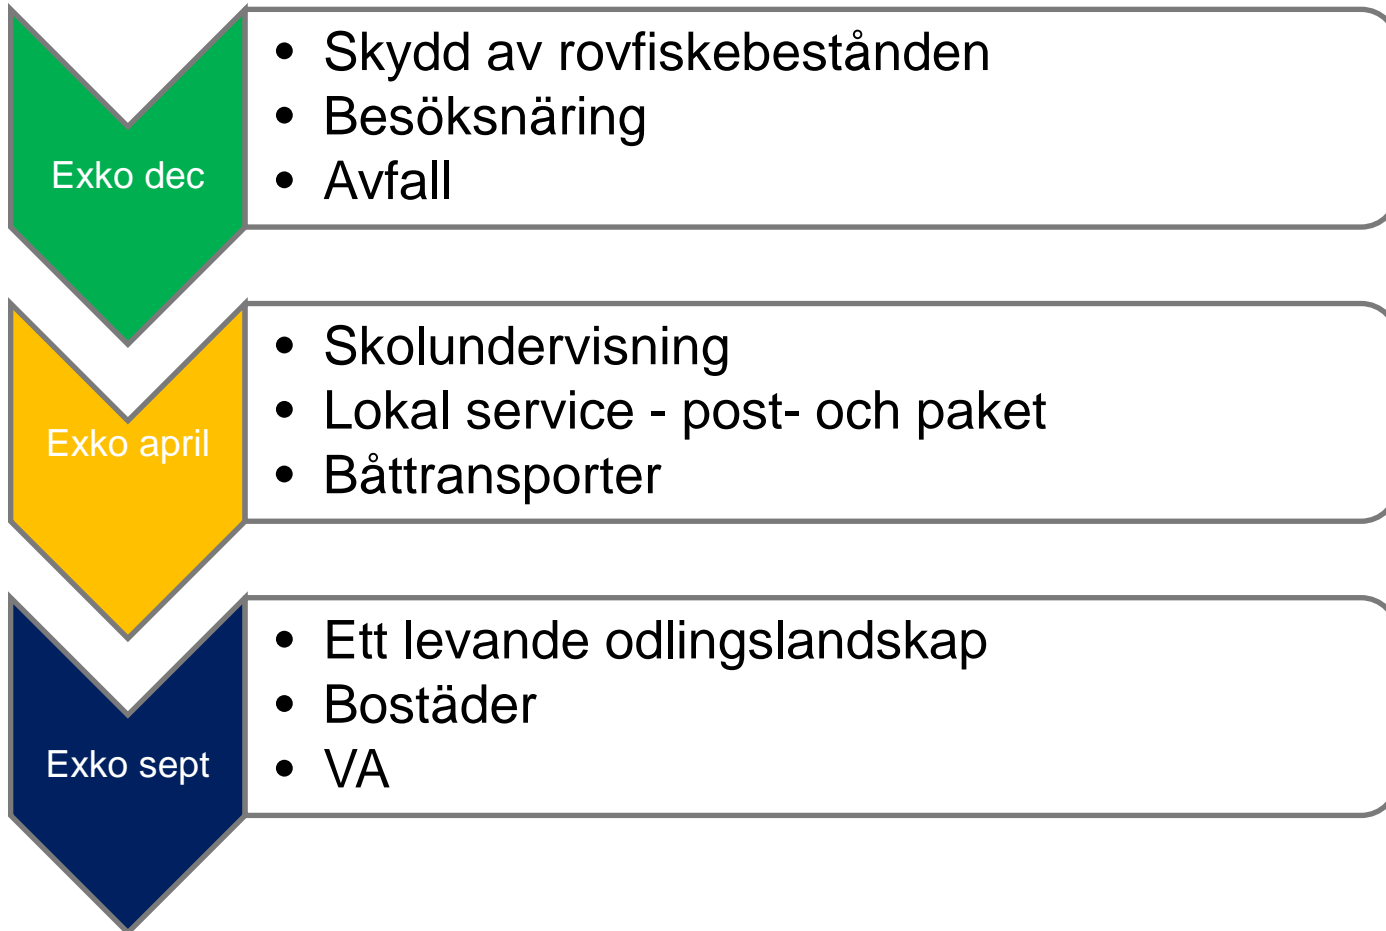 Exko dec
• Skydd av rovfiskebestånden
• Besöksnäring
• Avfall
Exko april
• Skolundervisning
• Lokal service - post- och paket
• Båttransporter
Exko sept
• Ett levande odlingslandskap
• Bostäder
• VA